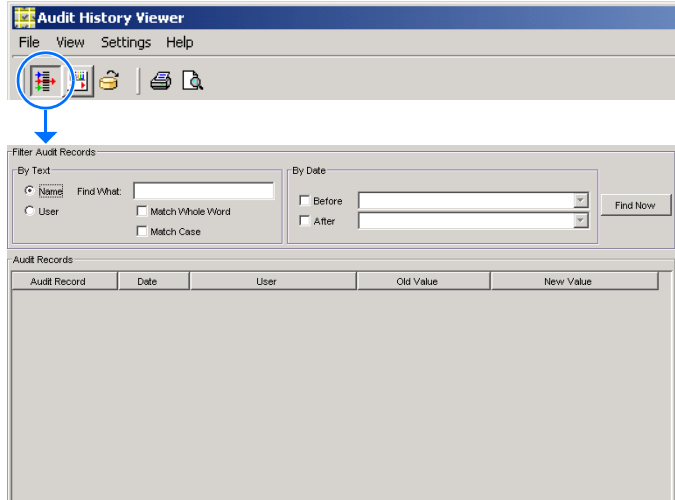 Audit History Viewer
File View Settings Help
Filter Audit Records
By Text
By Date
Name Find What:
Before
Find Now
User Match Whole Word
After
Match Case
Audit Records
Audit Record Date User Old Value New Value